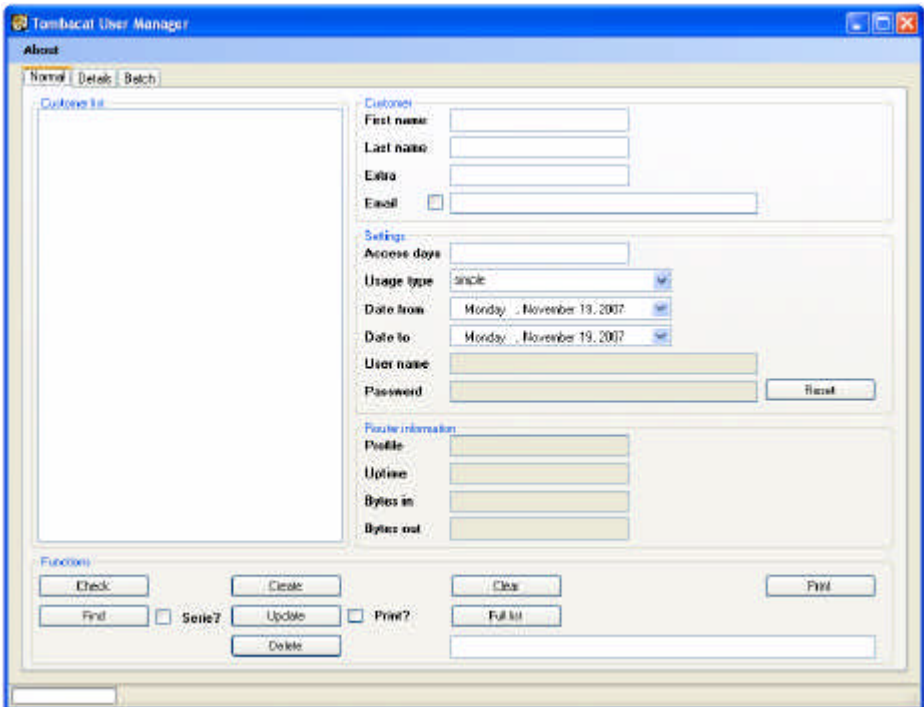 Tombacat User Manager
About
Normal Details Batch
Customer list
Customer
First name
Last name
Extra
Email
Settings
Access days
Usage type simple
Date from Monday , November 19, 2007
Date to Monday , November 19, 2007
User name
Password Reset
Router information
Profile
Uptime
Bytes in
Bytes out
Functions
Check Create Clear Print
Find Serie? Update Print? Full list
Delete